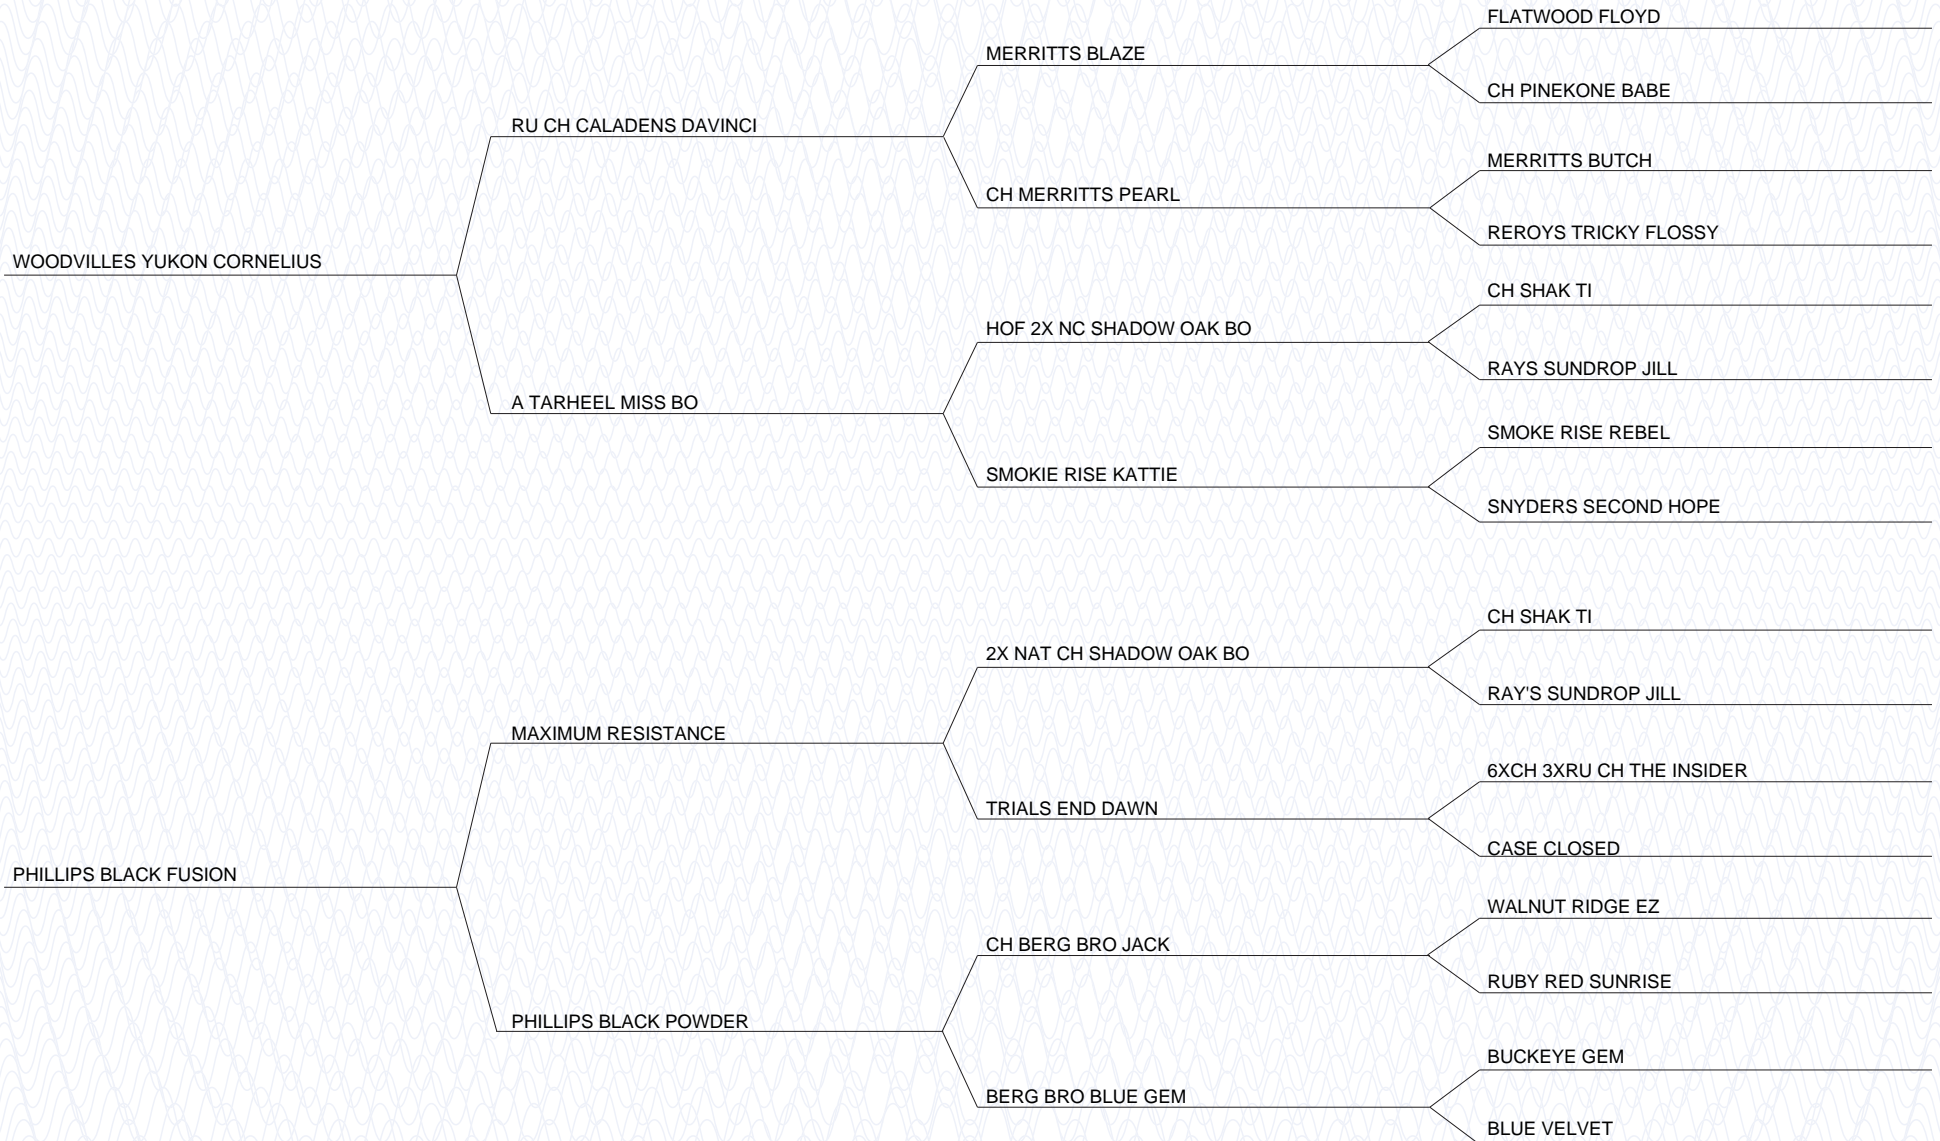 FLATWOOD FLOYD
MERRITTS BLAZE
CH PINEKONE BABE
RU CH CALADENS DAVINCI
MERRITTS BUTCH
CH MERRITTS PEARL
REROYS TRICKY FLOSSY
WOODVILLES YUKON CORNELIUS
CH SHAK TI
HOF 2X NC SHADOW OAK BO
RAYS SUNDROP JILL
A TARHEEL MISS BO
SMOKE RISE REBEL
SMOKIE RISE KATTIE
SNYDERS SECOND HOPE
CH SHAK TI
2X NAT CH SHADOW OAK BO
RAY'S SUNDROP JILL
MAXIMUM RESISTANCE
6XCH 3XRU CH THE INSIDER
TRIALS END DAWN
CASE CLOSED
PHILLIPS BLACK FUSION
WALNUT RIDGE EZ
CH BERG BRO JACK
RUBY RED SUNRISE
PHILLIPS BLACK POWDER
BUCKEYE GEM
BERG BRO BLUE GEM
BLUE VELVET